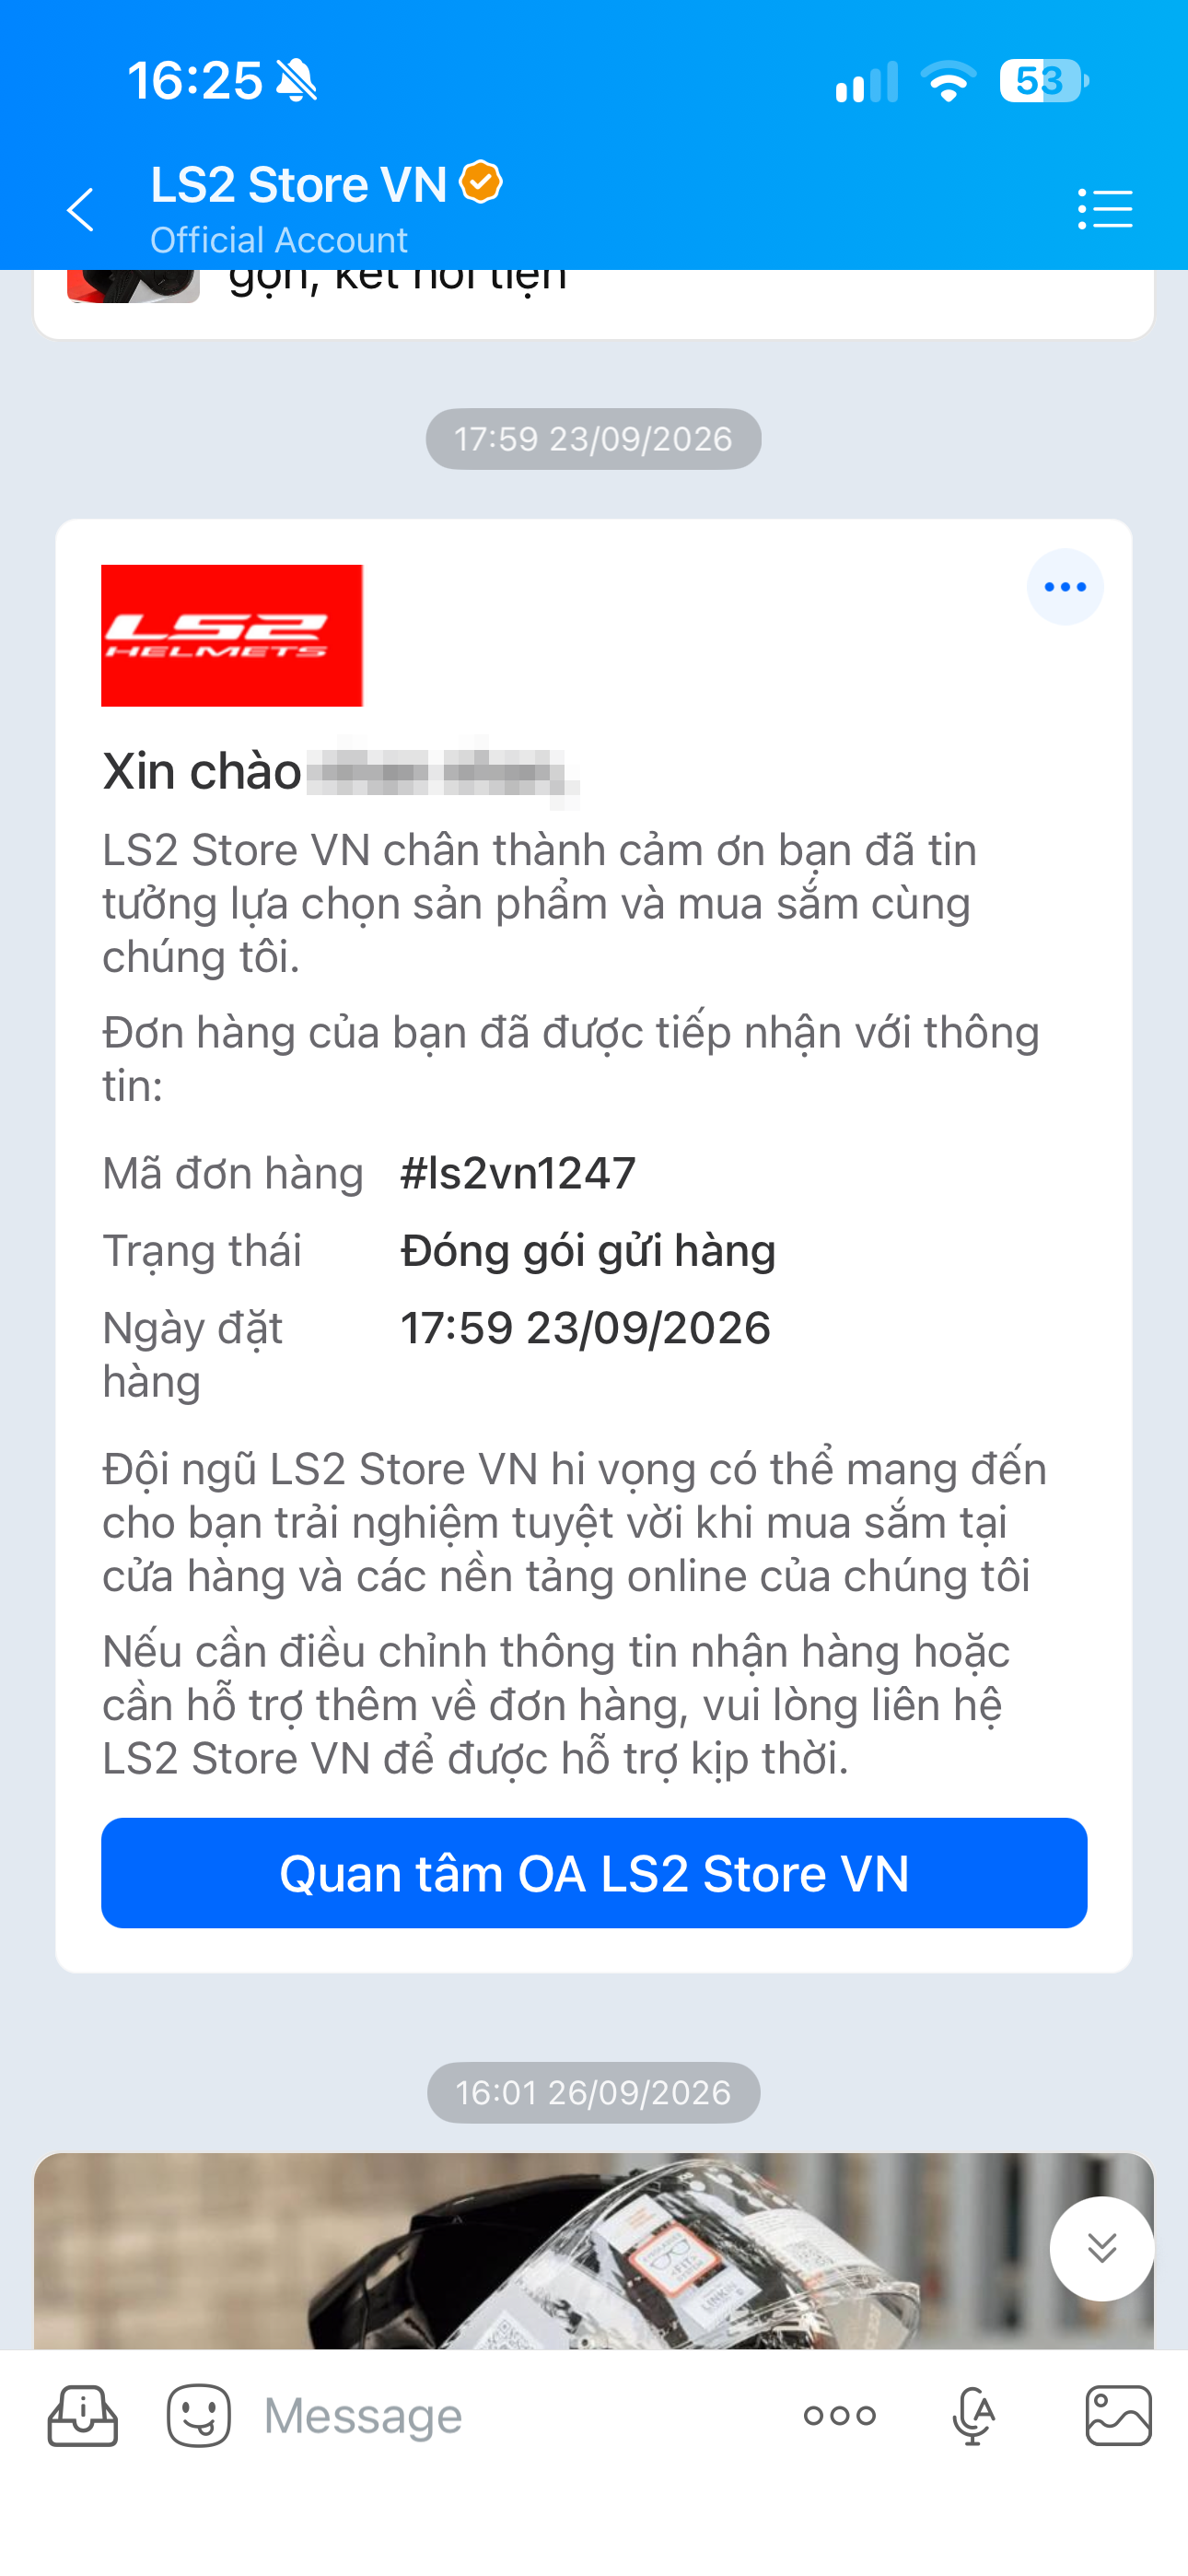 16:25
53
LS2 Store VN
Official Account
gọn, kết nối tiện
17:59 23/09/2026
LS2
HELMETS
Xin chào
LS2 Store VN chân thành cảm ơn bạn đã tin
tưởng lựa chọn sản phẩm và mua sắm cùng
chúng tôi.
Đơn hàng của bạn đã được tiếp nhận với thông
tin:
Mã đơn hàng #ls2vn1247
Trạng thái Đóng gói gửi hàng
Ngày đặt 17:59 23/09/2026
hàng
Đội ngũ LS2 Store VN hi vọng có thể mang đến
cho bạn trải nghiệm tuyệt vời khi mua sắm tại
cửa hàng và các nền tảng online của chúng tôi
Nếu cần điều chỉnh thông tin nhận hàng hoặc
cần hỗ trợ thêm về đơn hàng, vui lòng liên hệ
LS2 Store VN để được hỗ trợ kịp thời.
Quan tâm OA LS2 Store VN
16:01 26/09/2026
Message